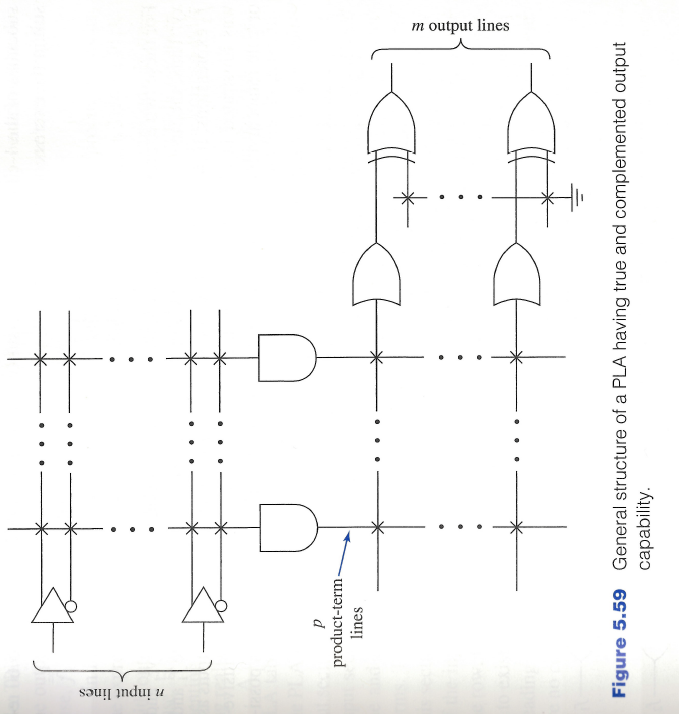 m output lines
n input lines
p
product-term
lines
Figure 5.59 General structure of a PLA having true and complemented output
capability.